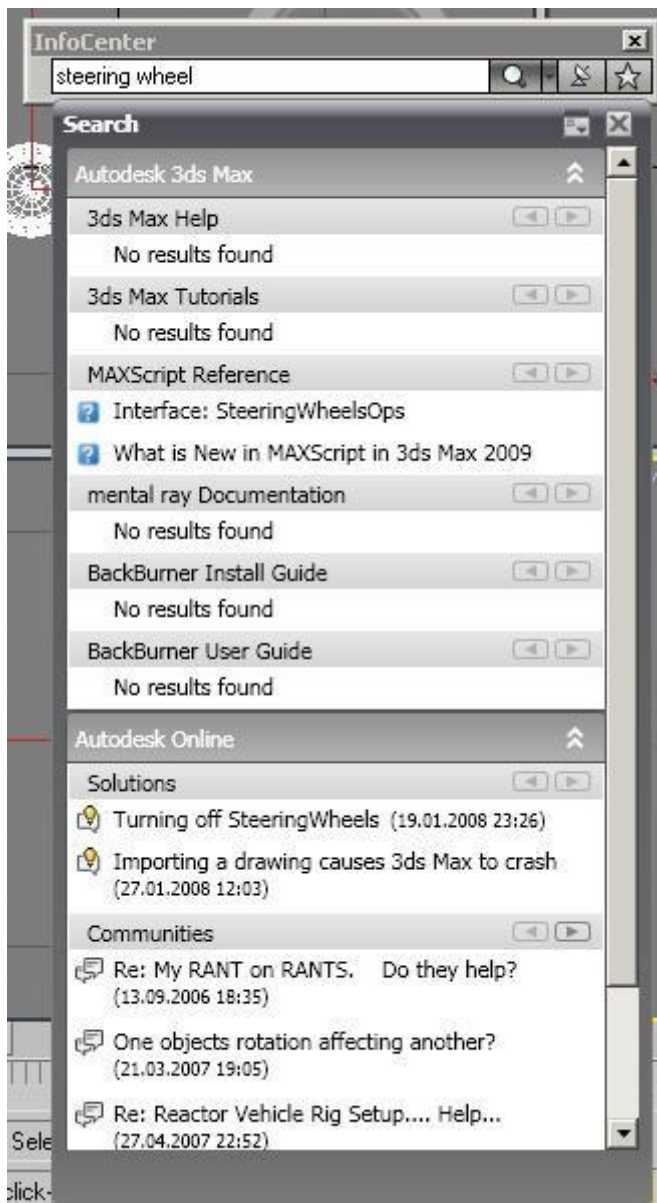 InfoCenter
steering wheel
Search
Autodesk 3ds Max
3ds Max Help
No results found
3ds Max Tutorials
No results found
MAXScript Reference
Interface: SteeringWheelsOps
What is New in MAXScript in 3ds Max 2009
mental ray Documentation
No results found
BackBurner Install Guide
No results found
BackBurner User Guide
No results found
Autodesk Online
Solutions
Turning off SteeringWheels (19.01.2008 23:26)
Importing a drawing causes 3ds Max to crash
(27.01.2008 12:03)
Communities
Re: My RANT on RANTS. Do they help?
(13.09.2006 18:35)
One objects rotation affecting another?
(21.03.2007 19:05)
Re: Reactor Vehicle Rig Setup.... Help...
(27.04.2007 22:52)
Sele
click-